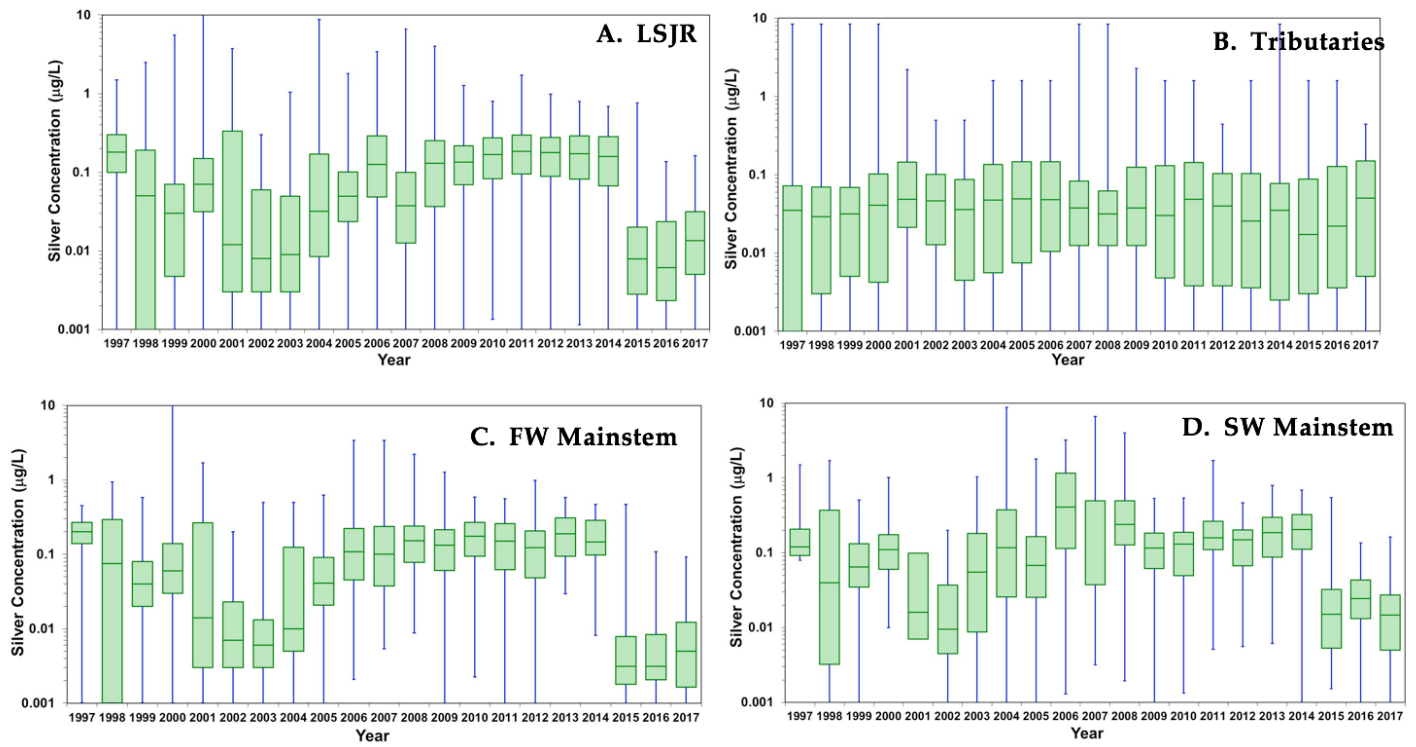 A. LSJR
Silver Concentration (µg/L)
10
1
0.1
0.01
0.001
1997 1998 1999 2000 2001 2002 2003 2004 2005 2006 2007 2008 2009 2010 2011 2012 2013 2014 2015 2016 2017
Year
B. Tributaries
Silver Concentration (µg/L)
10
1
0.1
0.01
0.001
1997 1998 1999 2000 2001 2002 2003 2004 2005 2006 2007 2008 2009 2010 2011 2012 2013 2014 2015 2016 2017
Year
C. FW Mainstem
Silver Concentration (µg/L)
10
1
0.1
0.01
0.001
1997 1998 1999 2000 2001 2002 2003 2004 2005 2006 2007 2008 2009 2010 2011 2012 2013 2014 2015 2016 2017
Year
D. SW Mainstem
Silver Concentration (µg/L)
10
1
0.1
0.01
0.001
1997 1998 1999 2000 2001 2002 2003 2004 2005 2006 2007 2008 2009 2010 2011 2012 2013 2014 2015 2016 2017
Year